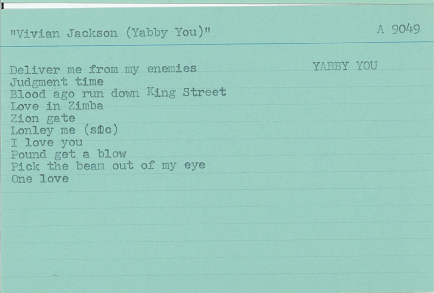 "Vivian Jackson (Yabby You)" A 9049
Deliver me from my enemies YABBY YOU
Judgment time
Blood ago run down King Street
Love in Zimba
Zion gate
Lonley me (sic)
I love you
Pound get a blow
Pick the beam out of my eye
One love